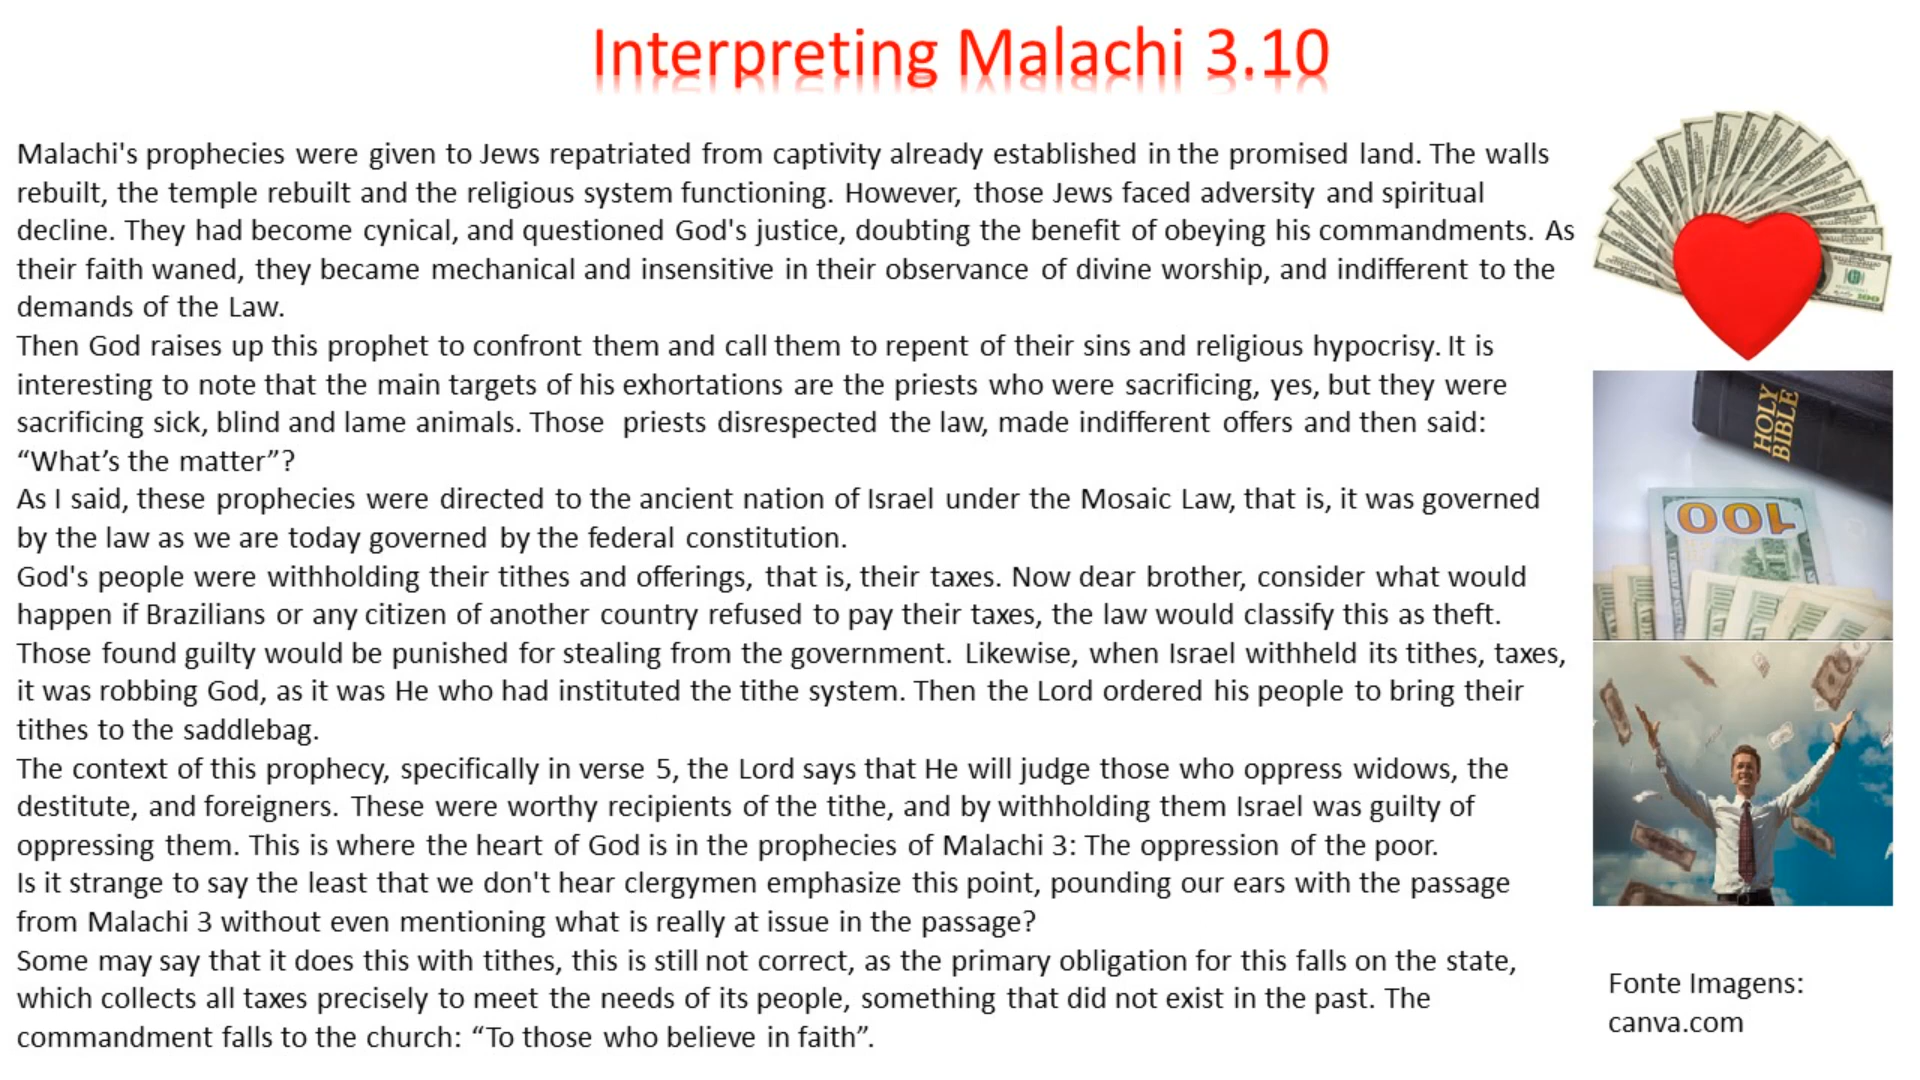 Interpreting Malachi 3.10
Malachi's prophecies were given to Jews repatriated from captivity already established in the promised land. The walls
rebuilt, the temple rebuilt and the religious system functioning. However, those Jews faced adversity and spiritual
decline. They had become cynical, and questioned God's justice, doubting the benefit of obeying his commandments. As
their faith waned, they became mechanical and insensitive in their observance of divine worship, and indifferent to the
demands of the Law.
Then God raises up this prophet to confront them and call them to repent of their sins and religious hypocrisy. It is
interesting to note that the main targets of his exhortations are the priests who were sacrificing, yes, but they were
sacrificing sick, blind and lame animals. Those priests disrespected the law, made indifferent offers and then said:
“What’s the matter”?
As I said, these prophecies were directed to the ancient nation of Israel under the Mosaic Law, that is, it was governed
by the law as we are today governed by the federal constitution.
God's people were withholding their tithes and offerings, that is, their taxes. Now dear brother, consider what would
happen if Brazilians or any citizen of another country refused to pay their taxes, the law would classify this as theft.
Those found guilty would be punished for stealing from the government. Likewise, when Israel withheld its tithes, taxes,
it was robbing God, as it was He who had instituted the tithe system. Then the Lord ordered his people to bring their
tithes to the saddlebag.
The context of this prophecy, specifically in verse 5, the Lord says that He will judge those who oppress widows, the
destitute, and foreigners. These were worthy recipients of the tithe, and by withholding them Israel was guilty of
oppressing them. This is where the heart of God is in the prophecies of Malachi 3: The oppression of the poor.
Is it strange to say the least that we don't hear clergymen emphasize this point, pounding our ears with the passage
from Malachi 3 without even mentioning what is really at issue in the passage?
Some may say that it does this with tithes, this is still not correct, as the primary obligation for this falls on the state,
which collects all taxes precisely to meet the needs of its people, something that did not exist in the past. The
commandment falls to the church: “To those who believe in faith”.
100
HOLY
BIBLE
100
Fonte Imagens:
canva.com